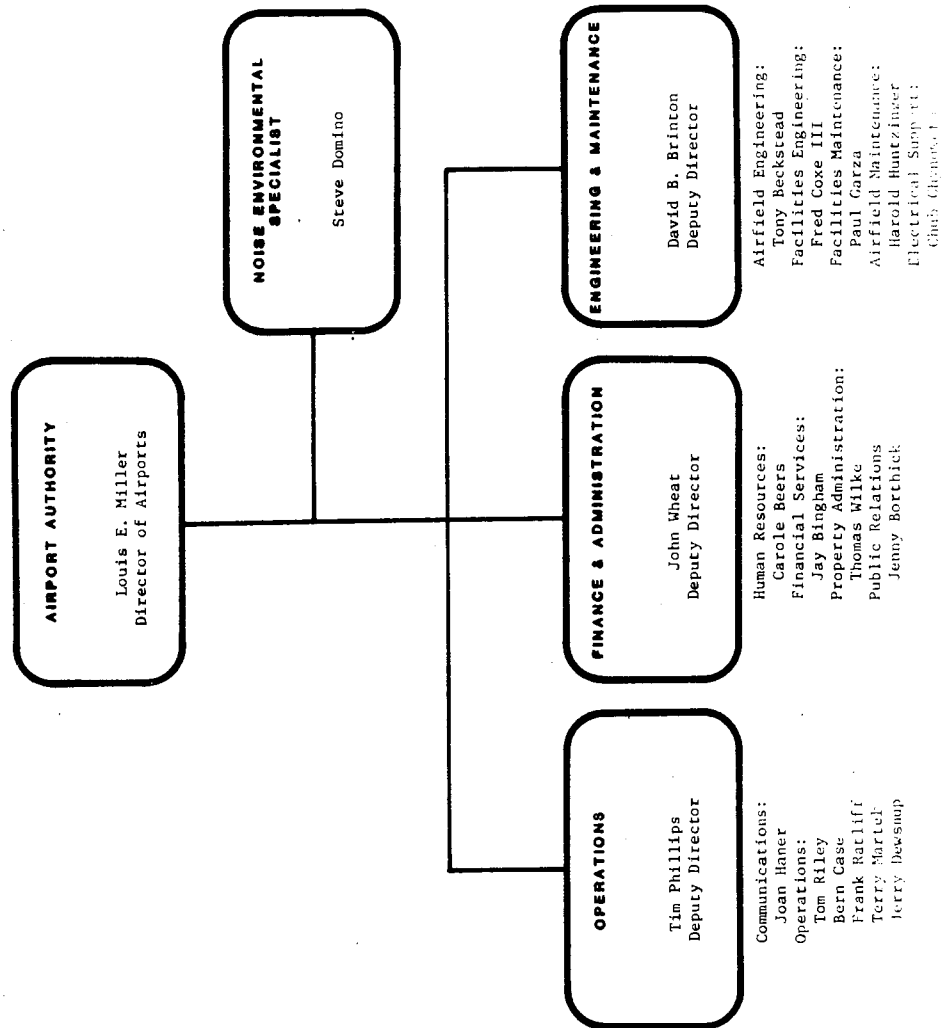 AIRPORT AUTHORITY
Louis E. Miller
Director of Airports
NOISE ENVIRONMENTAL
SPECIALIST
Steve Domino
OPERATIONS
Tim Phillips
Deputy Director
Communications:
Joan Haner
Operations:
Tom Riley
Bern Case
Frank Ratliff
Terry Martel
Jerry Dewsnup
FINANCE & ADMINISTRATION
John Wheat
Deputy Director
Human Resources:
Carole Beers
Financial Services:
Jay Bingham
Property Administration:
Thomas Wilke
Public Relations
Jenny Borthick
ENGINEERING & MAINTENANCE
David B. Brinton
Deputy Director
Airfield Engineering:
Tony Beckstead
Facilities Engineering:
Fred Coxe III
Facilities Maintenance:
Paul Garza
Airfield Maintenance:
Harold Huntzinger
Electrical Support: